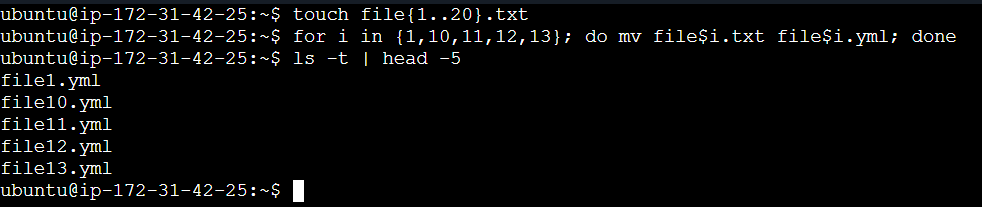 ubuntu@ip-172-31-42-25:~$ touch file{1..20}.txt
ubuntu@ip-172-31-42-25:~$ for i in {1,10,11,12,13}; do mv file$i.txt file$i.yml; done
ubuntu@ip-172-31-42-25:~$ ls -t | head -5
file1.yml
file10.yml
file11.yml
file12.yml
file13.yml
ubuntu@ip-172-31-42-25:~$